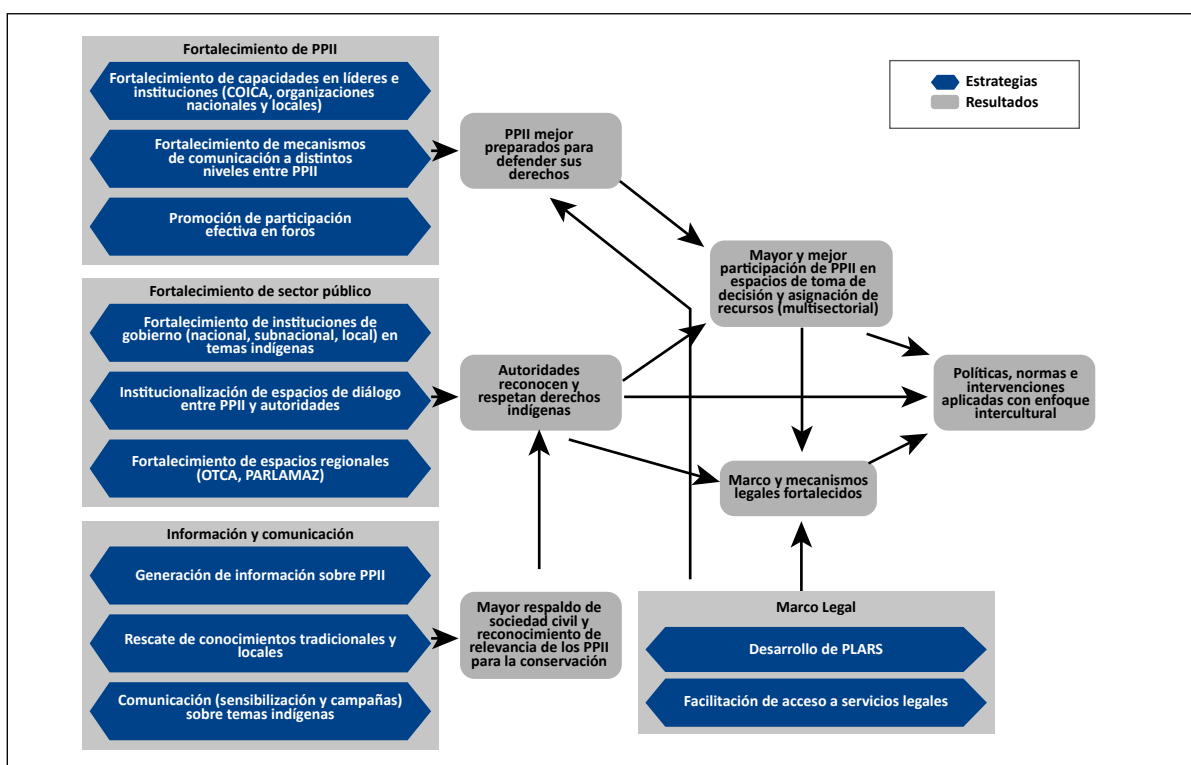 Fortalecimiento de PPII
Fortalecimiento de capacidades en líderes e
instituciones (COICA, organizaciones
nacionales y locales)
Fortalecimiento de mecanismos
de comunicación a distintos
niveles entre PPII
Promoción de participación
efectiva en foros
Fortalecimiento de sector público
Fortalecimiento de instituciones de
gobierno (nacional, subnacional, local) en
temas indígenas
Institucionalización de espacios de diálogo
entre PPII y autoridades
Fortalecimiento de espacios regionales
(OTCA, PARLAMAZ)
Información y comunicación
Generación de información sobre PPII
Rescate de conocimientos tradicionales y
locales
Comunicación (sensibilización y campañas)
sobre temas indígenas
PPII mejor
preparados para
defender sus
derechos
Autoridades
reconocen y
respetan derechos
indígenas
Mayor respaldo de
sociedad civil y
reconocimiento de
relevancia de los PPII
para la conservación
Mayor y mejor
participación de PPII en
espacios de toma de
decisión y asignación de
recursos (multisectorial)
Marco y mecanismos
legales fortalecidos
Marco Legal
Desarrollo de PLARS
Facilitación de acceso a servicios legales
Políticas, normas e
intervenciones
aplicadas con enfoque
intercultural
Estrategias
Resultados